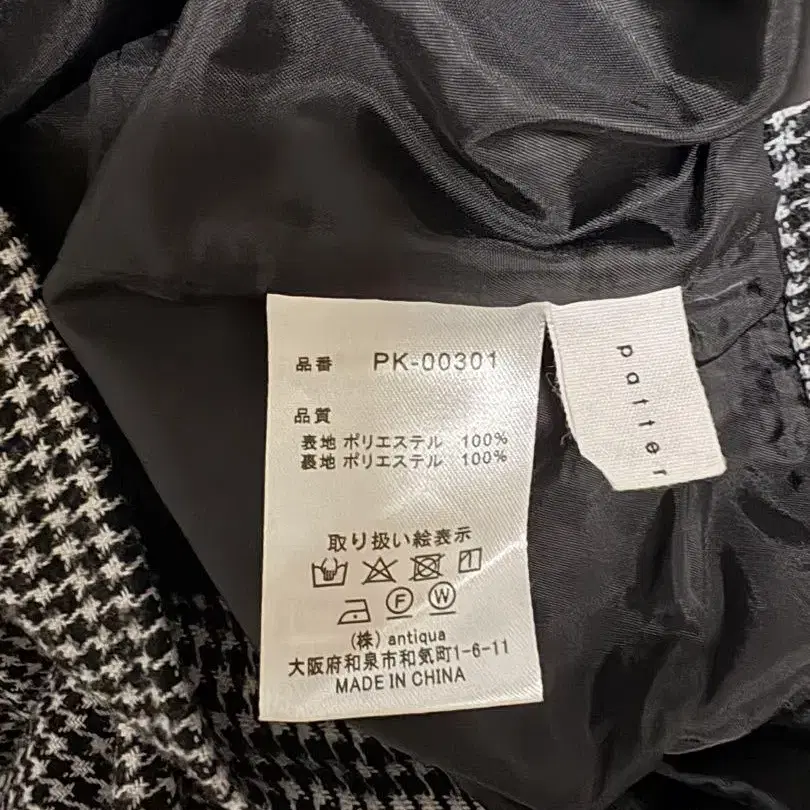 品番 PK-00301
品質
表地 ポリエステル 100%
裏地 ポリエステル 100%
取り扱い絵表示
F W
(株) antiqua
大阪府和泉市和気町1-6-11
MADE IN CHINA
patter